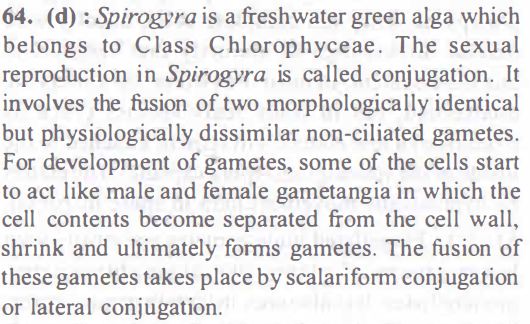 64. (d) : Spirogyra is a freshwater green alga which
belongs to Class Chlorophyceae. The sexual
reproduction in Spirogyra is called conjugation. It
involves the fusion of two morphologically identical
but physiologically dissimilar non-ciliated gametes.
For development of gametes, some of the cells start
to act like male and female gametangia in which the
cell contents become separated from the cell wall,
shrink and ultimately forms gametes. The fusion of
these gametes takes place by scalariform conjugation
or lateral conjugation.